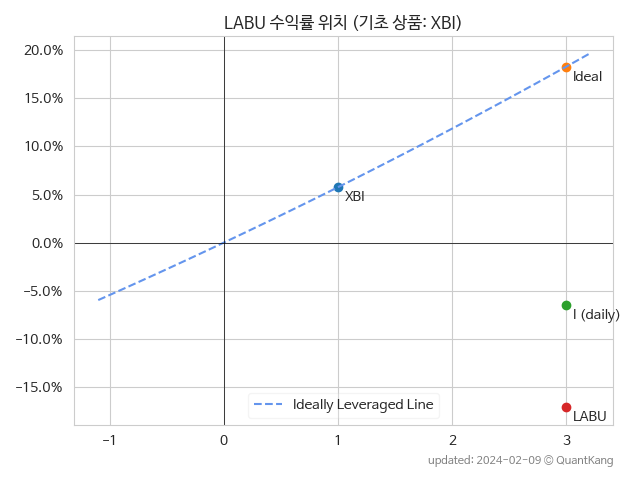 LABU 수익률 위치 (기초 상품: XBI)
20.0%
15.0%
10.0%
5.0%
0.0%
−5.0%
−10.0%
−15.0%
Ideal
XBI
I (daily)
LABU
Ideally Leveraged Line
−1
0
1
2
3
updated: 2024-02-09 © QuantKang